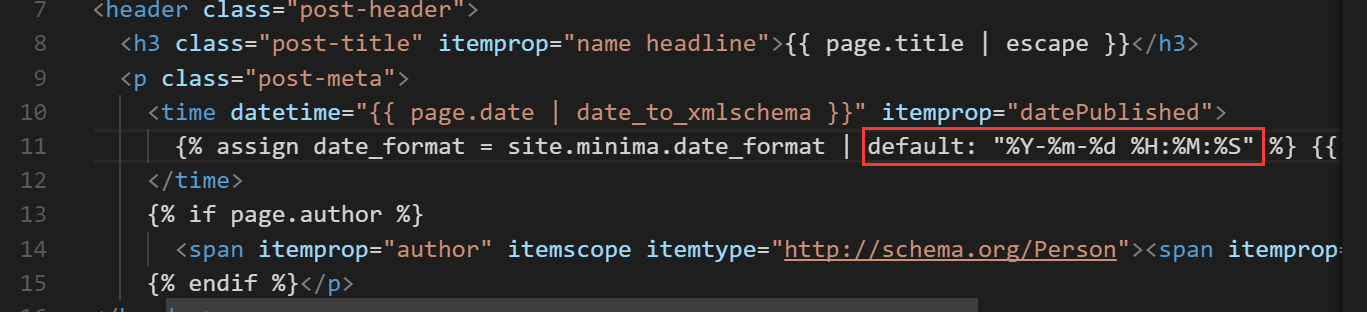 7 <header class="post-header">
8 <h3 class="post-title" itemprop="name headline">{{ page.title | escape }}</h3>
9 <p class="post-meta">
10 <time datetime="{{ page.date | date_to_xmlschema }}" itemprop="datePublished">
11 {% assign date_format = site.minima.date_format | default: "%Y-%m-%d %H:%M:%S" %} {{
12 </time>
13 {% if page.author %}
14 <span itemprop="author" itemscope itemtype="http://schema.org/Person"><span itemprop=
15 {% endif %}</p>